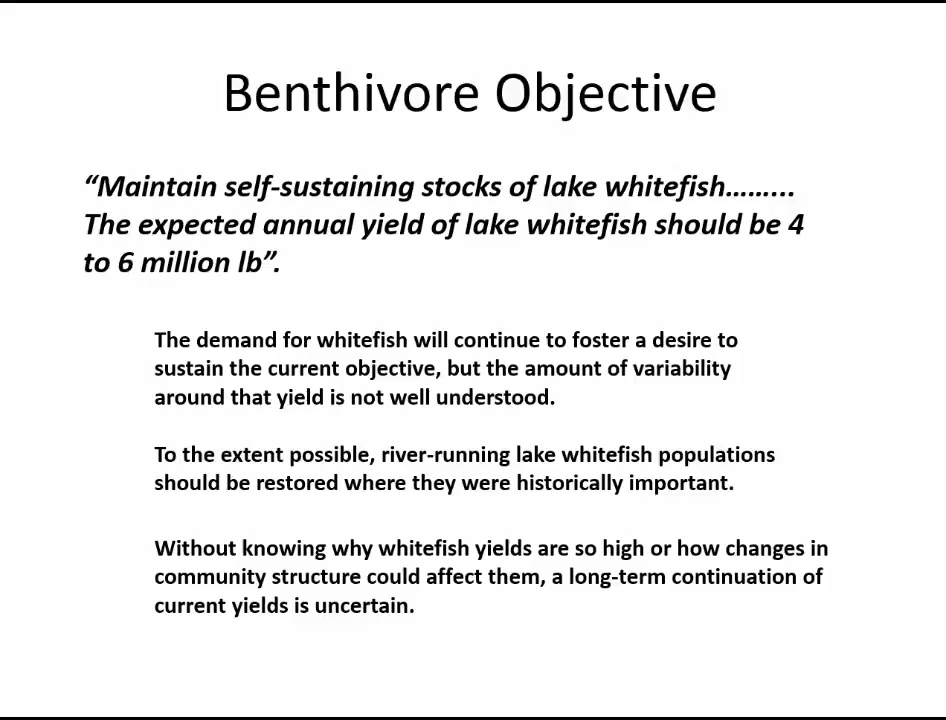 Benthivore Objective
“Maintain self-sustaining stocks of lake whitefish……...
The expected annual yield of lake whitefish should be 4
to 6 million lb”.
The demand for whitefish will continue to foster a desire to
sustain the current objective, but the amount of variability
around that yield is not well understood.
To the extent possible, river-running lake whitefish populations
should be restored where they were historically important.
Without knowing why whitefish yields are so high or how changes in
community structure could affect them, a long-term continuation of
current yields is uncertain.